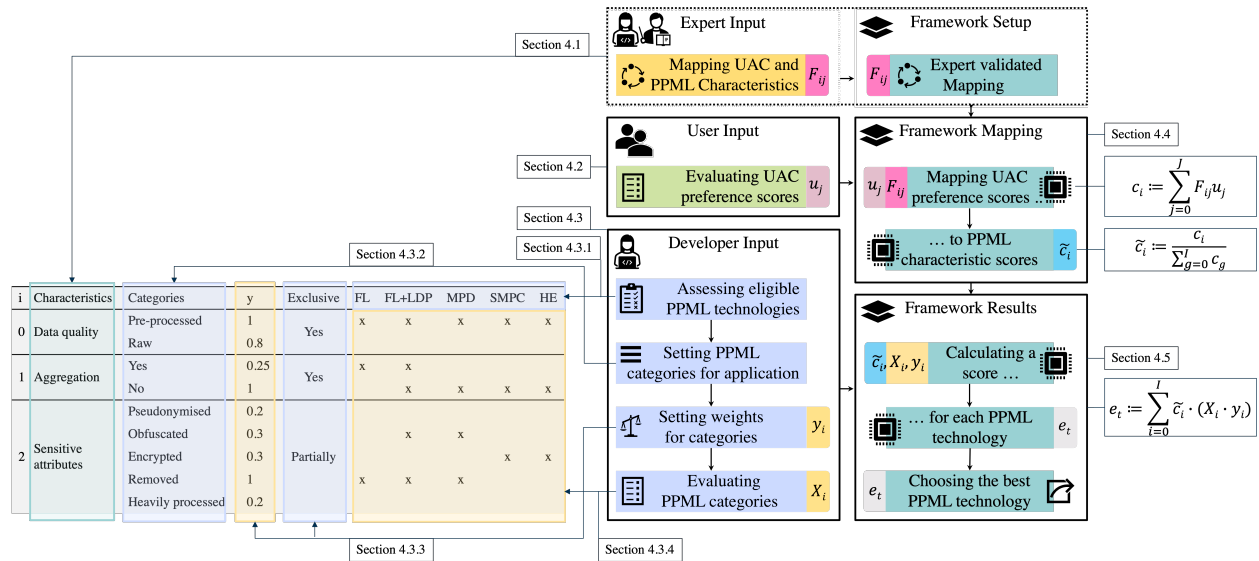 Expert Input
Framework Setup
Section 4.1
Mapping UAC and
PPML Characteristics
F_ij
F_ij
Expert validated
Mapping
User Input
Framework Mapping
Section 4.4
Section 4.2
Evaluating UAC
preference scores
u_j
u_j F_ij
Mapping UAC
preference scores ...
c_i := ∑_{j=0}^{J} F_ij u_j
Section 4.3
Section 4.3.1
Section 4.3.2
Developer Input
... to PPML
characteristic scores
c̃_i
c̃_i := c_i / ∑_{g=0}^{I} c_g
Assessing eligible
PPML technologies
Framework Results
Setting PPML
categories for application
c̃_i, X_i, y_i
Calculating a
score ...
Section 4.5
Setting weights
for categories
y_i
... for each PPML
technology
e_t
e_t := ∑_{i=0}^{I} c̃_i · (X_i · y_i)
Evaluating
PPML categories
X_i
e_t
Choosing the best
PPML technology
i Characteristics Categories y Exclusive FL FL+LDP MPD SMPC HE
0 Data quality Pre-processed 1 Yes x x x x x
Raw 0.8
1 Aggregation Yes 0.25 Yes x x
No 1 x x x x
2 Sensitive attributes Pseudonymised 0.2 Partially
Obfuscated 0.3 x x
Encrypted 0.3 x x
Removed 1 x x x
Heavily processed 0.2
Section 4.3.3
Section 4.3.4